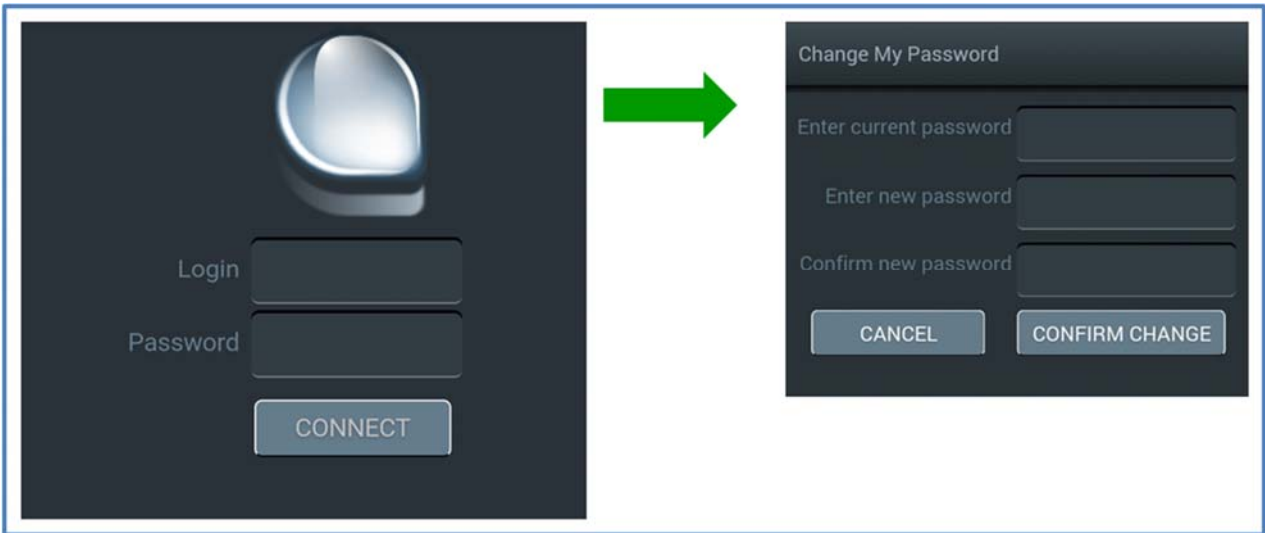 Login
Password
CONNECT
Change My Password
Enter current password
Enter new password
Confirm new password
CANCEL
CONFIRM CHANGE